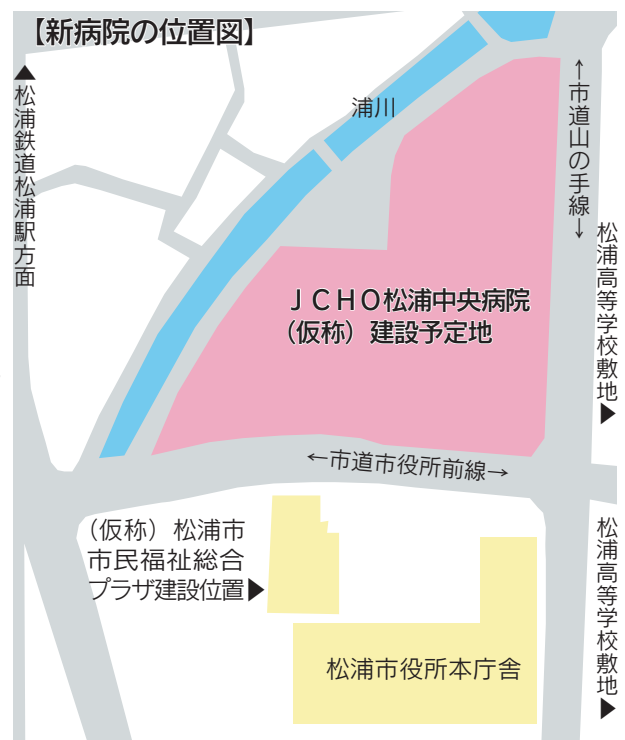 【新病院の位置図】
▲松浦鉄道松浦駅方面
浦川
←市道山の手線→
松浦高等学校敷地▶
ＪＣＨＯ松浦中央病院
（仮称）建設予定地
←市道市役所前線→
（仮称）松浦市
市民福祉総合
プラザ建設位置▶
松浦高等学校敷地▶
松浦市役所本庁舎